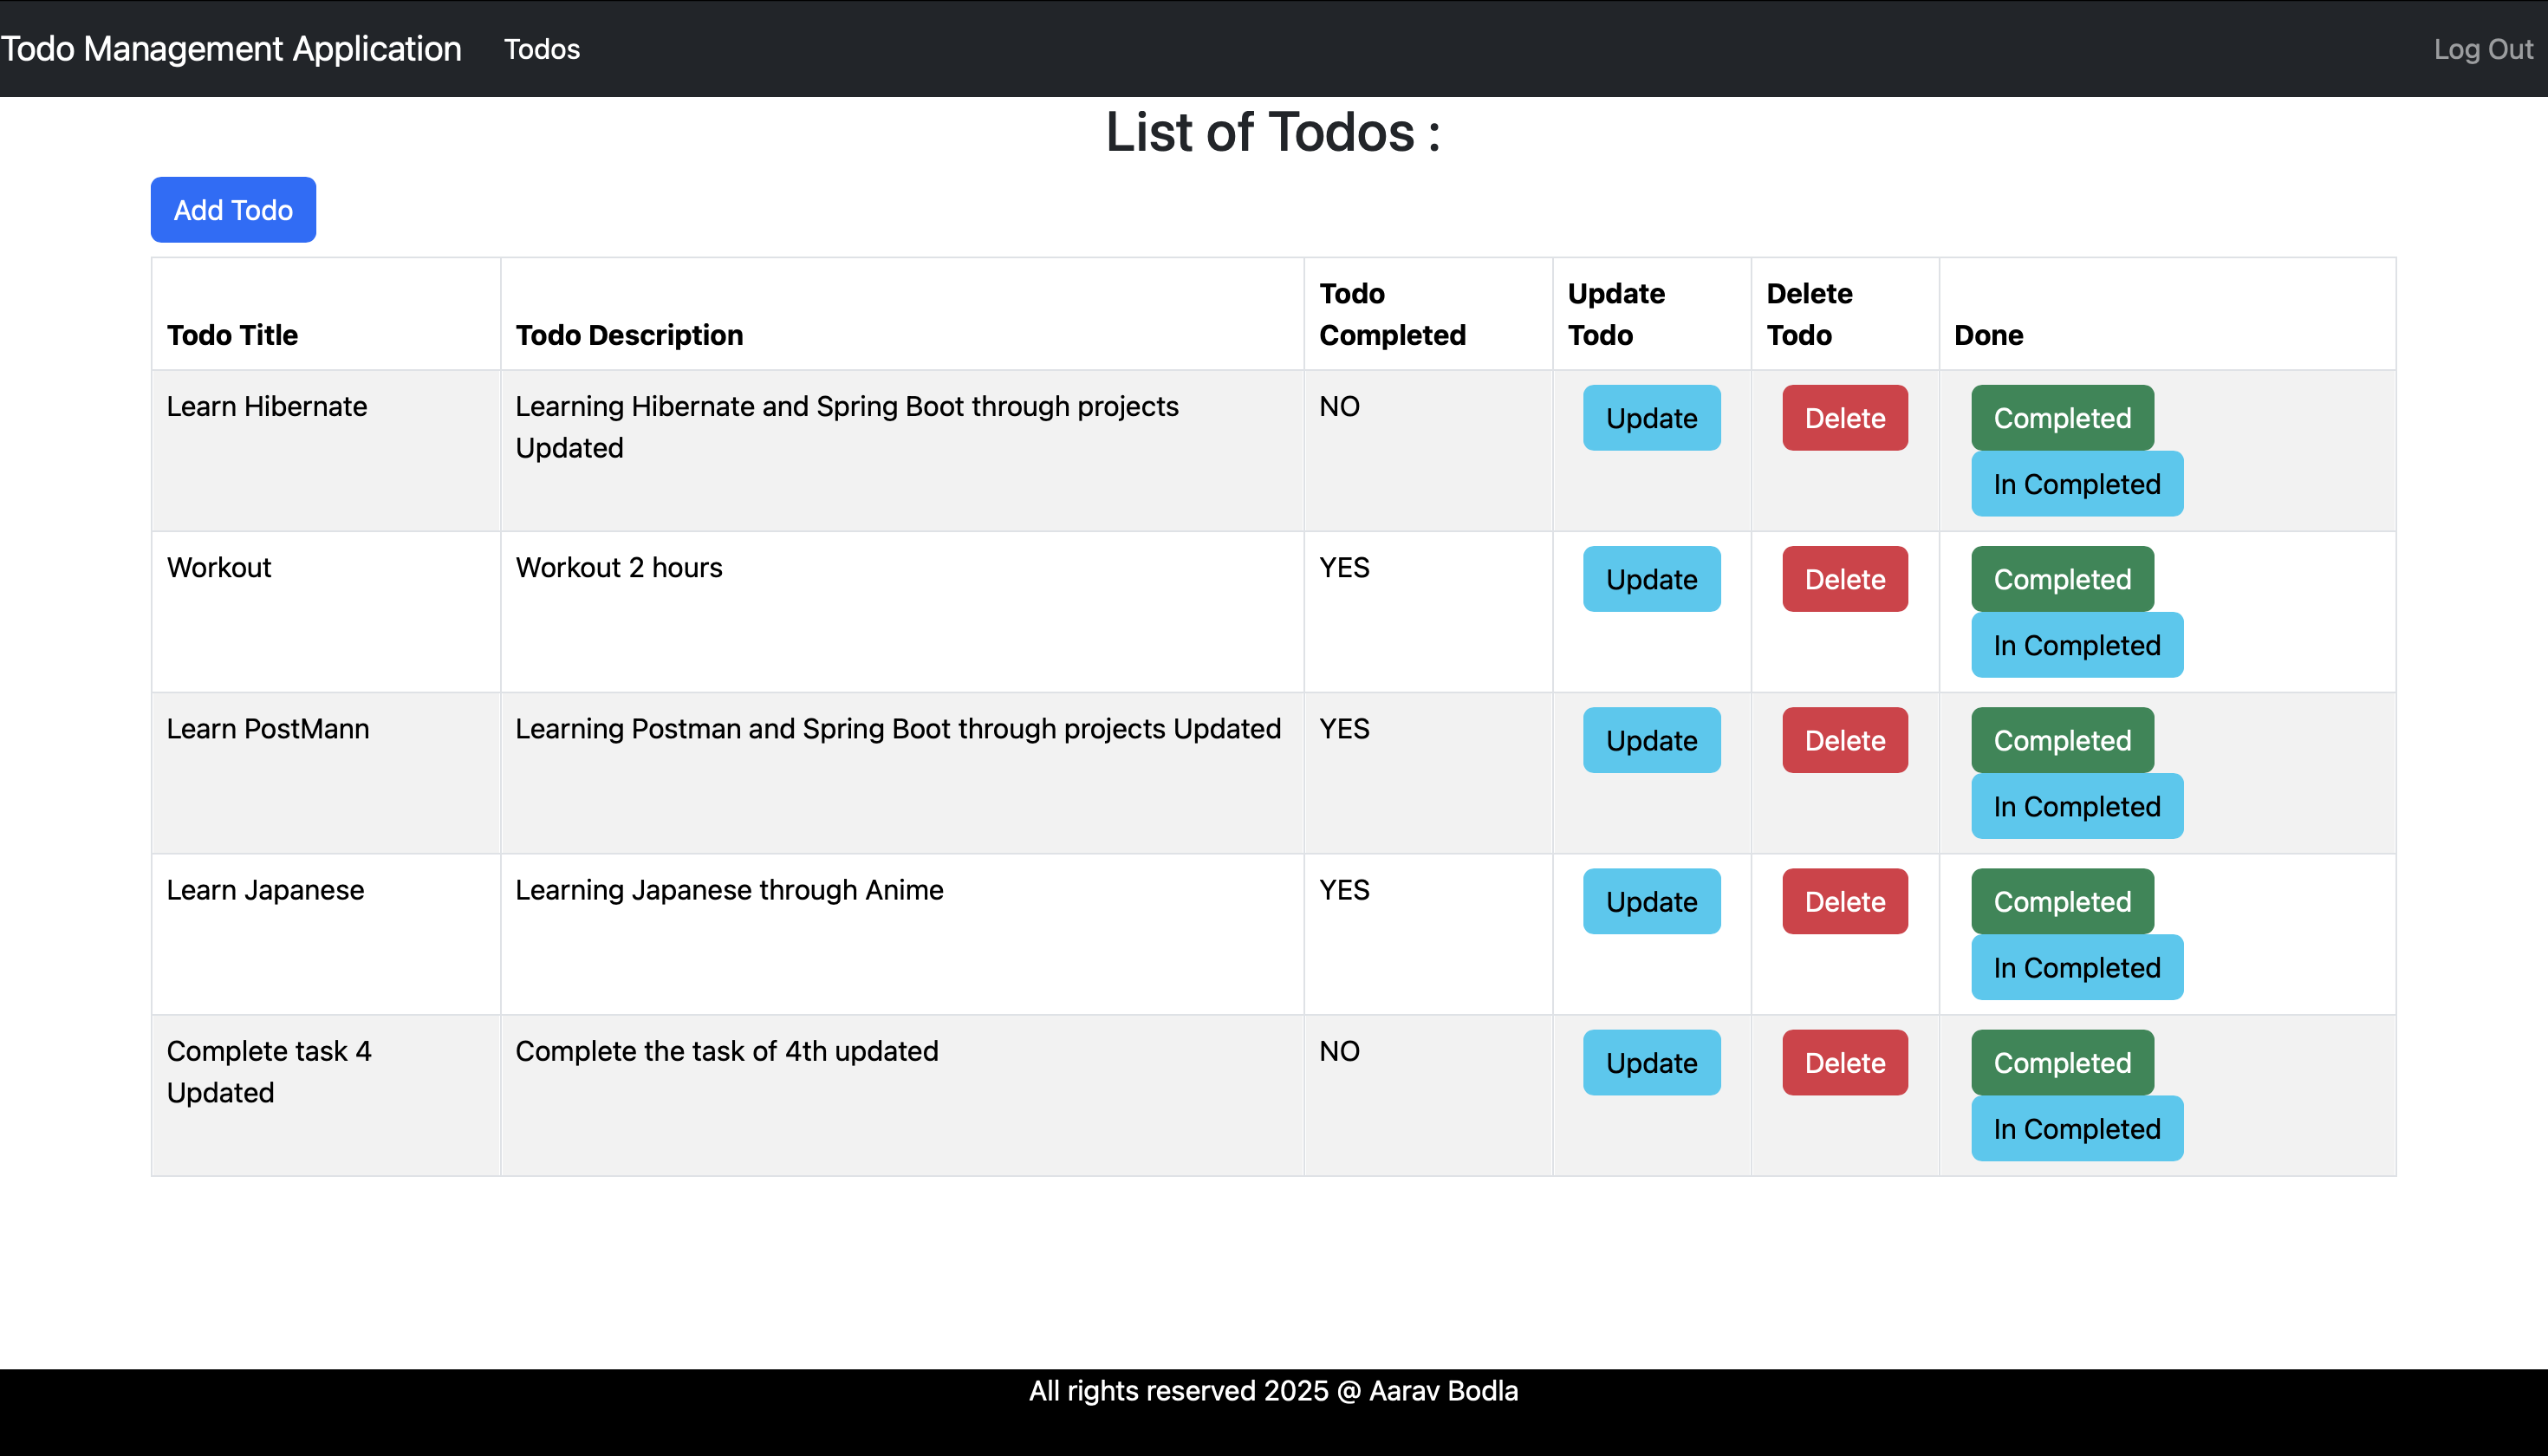 Todo Management Application Todos Log Out
List of Todos :
Add Todo
Todo Title Todo Description Todo Completed Update Todo Delete Todo Done
Learn Hibernate Learning Hibernate and Spring Boot through projects Updated NO Update Delete Completed In Completed
Workout Workout 2 hours YES Update Delete Completed In Completed
Learn PostMann Learning Postman and Spring Boot through projects Updated YES Update Delete Completed In Completed
Learn Japanese Learning Japanese through Anime YES Update Delete Completed In Completed
Complete task 4 Updated Complete the task of 4th updated NO Update Delete Completed In Completed
All rights reserved 2025 @ Aarav Bodla